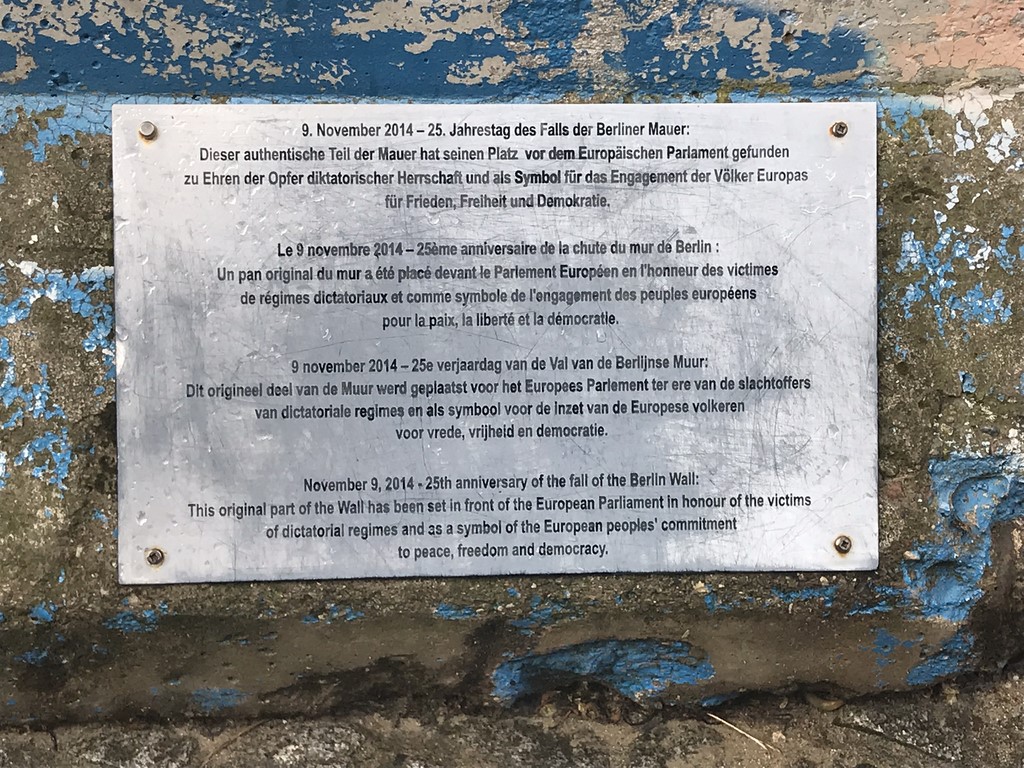 9. November 2014 – 25. Jahrestag des Falls der Berliner Mauer:
Dieser authentische Teil der Mauer hat seinen Platz vor dem Europäischen Parlament gefunden
zu Ehren der Opfer diktatorischer Herrschaft und als Symbol für das Engagement der Völker Europas
für Frieden, Freiheit und Demokratie.
Le 9 novembre 2014 – 25ème anniversaire de la chute du mur de Berlin :
Un pan original du mur a été placé devant le Parlement Européen en l'honneur des victimes
de régimes dictatoriaux et comme symbole de l'engagement des peuples européens
pour la paix, la liberté et la démocratie.
9 november 2014 – 25e verjaardag van de Val van de Berlijnse Muur:
Dit origineel deel van de Muur werd geplaatst voor het Europees Parlement ter ere van de slachtoffers
van dictatoriale regimes en als symbool voor de inzet van de Europese volkeren
voor vrede, vrijheid en democratie.
November 9, 2014 - 25th anniversary of the fall of the Berlin Wall:
This original part of the Wall has been set in front of the European Parliament in honour of the victims
of dictatorial regimes and as a symbol of the European peoples' commitment
to peace, freedom and democracy.